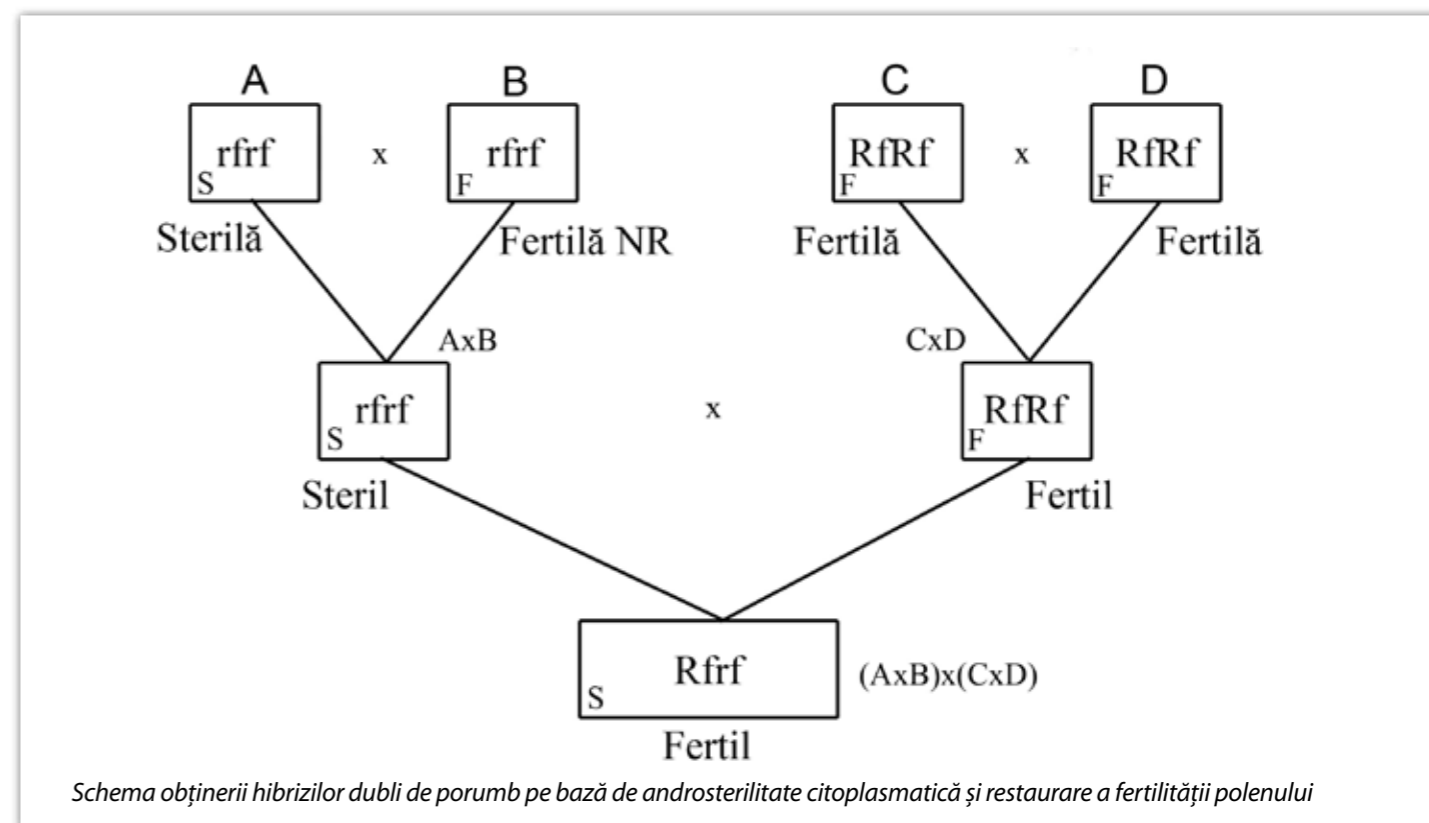 A B C D
rfrf x rfrf RfRf x RfRf
S F F F
Sterilă Fertilă NR Fertilă Fertilă
AxB CxD
rfrf x RfRf
S F
Steril Fertil
Rfrf (AxB)x(CxD)
S
Fertil
Schema obținerii hibrizilor dubli de porumb pe bază de androsterilitate citoplasmatică și restaurare a fertilității polenului